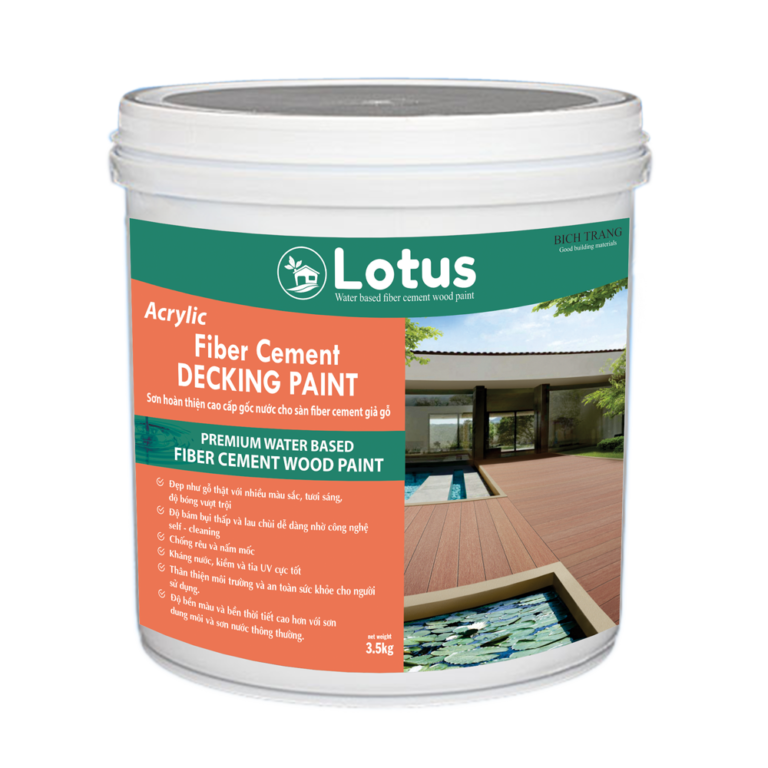 BICH TRANG
Good building materials
Lotus
Water based fiber cement wood paint
Acrylic
Fiber Cement
DECKING PAINT
Sơn hoàn thiện cao cấp gốc nước cho sàn fiber cement giả gỗ
PREMIUM WATER BASED
FIBER CEMENT WOOD PAINT
Đẹp như gỗ thật với nhiều màu sắc, tươi sáng,
độ bóng vượt trội
Độ bám bụi thấp và lau chùi dễ dàng nhờ công nghệ
self - cleaning
Chống rêu và nấm mốc
Kháng nước, kiềm và tia UV cực tốt
Thân thiện môi trường và an toàn sức khỏe cho người
sử dụng.
Độ bền màu và bền thời tiết cao hơn với sơn
dung môi và sơn nước thông thường.
net weight
3.5kg